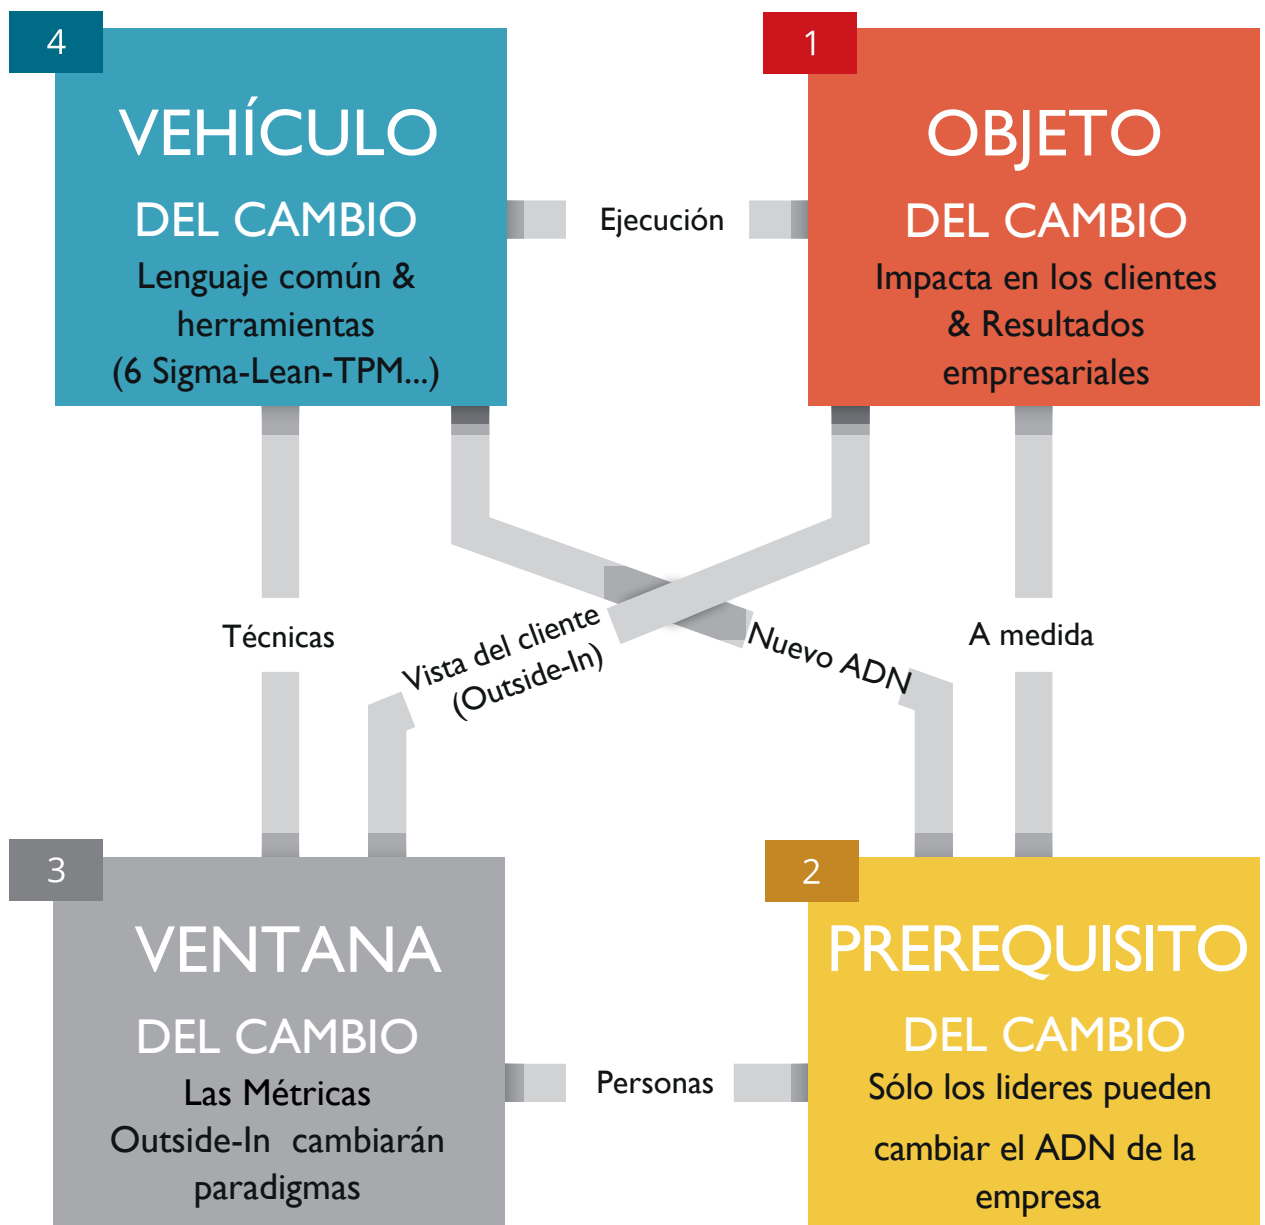 4
VEHÍCULO
DEL CAMBIO
Lenguaje común &
herramientas
(6 Sigma-Lean-TPM...)
Ejecución
1
OBJETO
DEL CAMBIO
Impacta en los clientes
& Resultados
empresariales
Técnicas
Vista del cliente
(Outside-In)
Nuevo ADN
A medida
3
VENTANA
DEL CAMBIO
Las Métricas
Outside-In cambiarán
paradigmas
Personas
2
PREREQUISITO
DEL CAMBIO
Sólo los lideres pueden
cambiar el ADN de la
empresa